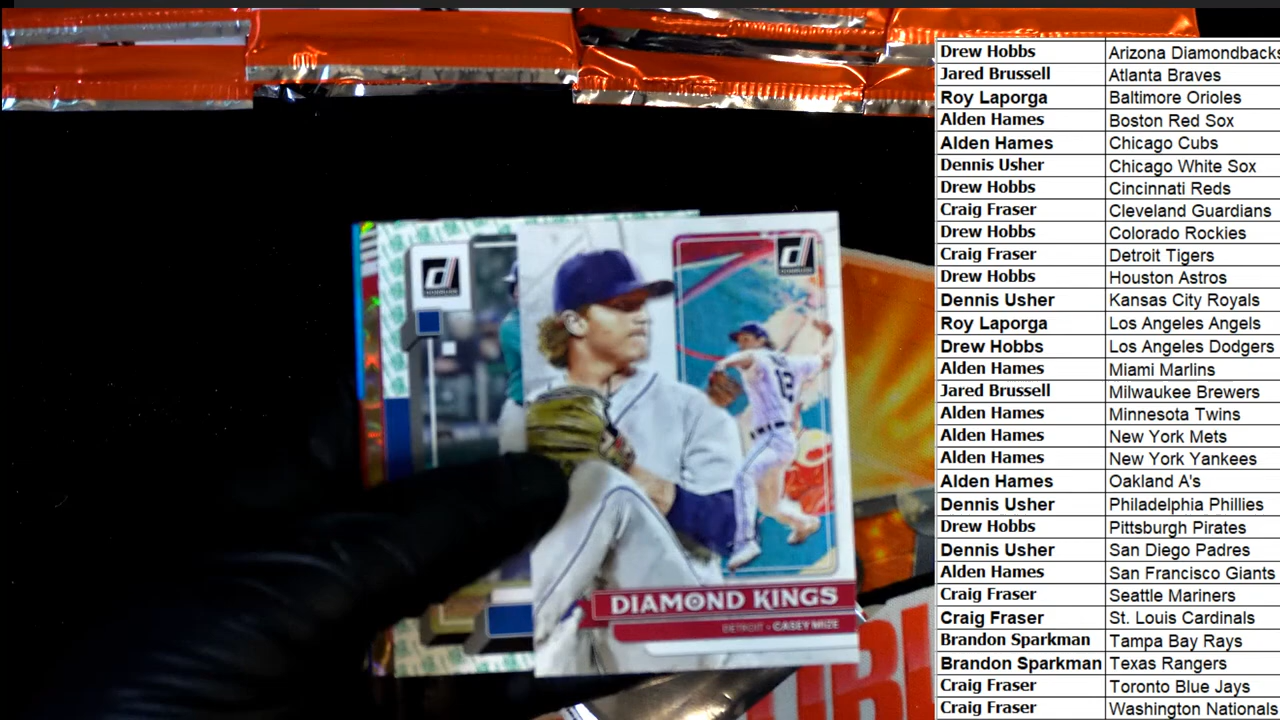 Drew Hobbs Arizona Diamondbacks
Jared Brussell Atlanta Braves
Roy Laporga Baltimore Orioles
Alden Hames Boston Red Sox
Alden Hames Chicago Cubs
Dennis Usher Chicago White Sox
Drew Hobbs Cincinnati Reds
Craig Fraser Cleveland Guardians
Drew Hobbs Colorado Rockies
Craig Fraser Detroit Tigers
Drew Hobbs Houston Astros
Dennis Usher Kansas City Royals
Roy Laporga Los Angeles Angels
Drew Hobbs Los Angeles Dodgers
Alden Hames Miami Marlins
Jared Brussell Milwaukee Brewers
Alden Hames Minnesota Twins
Alden Hames New York Mets
Alden Hames New York Yankees
Alden Hames Oakland A's
Dennis Usher Philadelphia Phillies
Drew Hobbs Pittsburgh Pirates
Dennis Usher San Diego Padres
Alden Hames San Francisco Giants
Craig Fraser Seattle Mariners
Craig Fraser St. Louis Cardinals
Brandon Sparkman Tampa Bay Rays
Brandon Sparkman Texas Rangers
Craig Fraser Toronto Blue Jays
Craig Fraser Washington Nationals
d
d
12
DIAMOND KINGS
DETROIT • CASEY MIZE